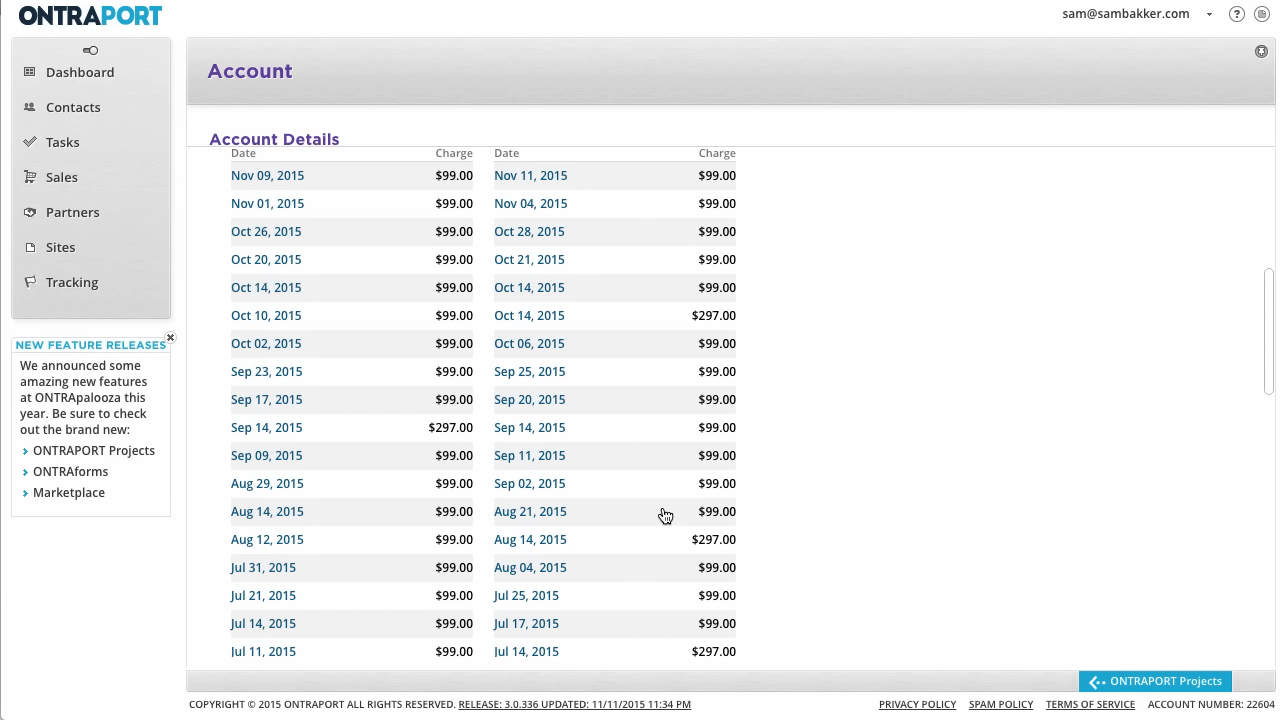 ONTRAPORT
sam@sambakker.com
?
Dashboard
Contacts
Tasks
Sales
Partners
Sites
Tracking
NEW FEATURE RELEASES
We announced some
amazing new features
at ONTRApalooza this
year. Be sure to check
out the brand new:
ONTRAPORT Projects
ONTRAforms
Marketplace
Account
Account Details
Date Charge Date Charge
Nov 09, 2015 $99.00 Nov 11, 2015 $99.00
Nov 01, 2015 $99.00 Nov 04, 2015 $99.00
Oct 26, 2015 $99.00 Oct 28, 2015 $99.00
Oct 20, 2015 $99.00 Oct 21, 2015 $99.00
Oct 14, 2015 $99.00 Oct 14, 2015 $99.00
Oct 10, 2015 $99.00 Oct 14, 2015 $297.00
Oct 02, 2015 $99.00 Oct 06, 2015 $99.00
Sep 23, 2015 $99.00 Sep 25, 2015 $99.00
Sep 17, 2015 $99.00 Sep 20, 2015 $99.00
Sep 14, 2015 $297.00 Sep 14, 2015 $99.00
Sep 09, 2015 $99.00 Sep 11, 2015 $99.00
Aug 29, 2015 $99.00 Sep 02, 2015 $99.00
Aug 14, 2015 $99.00 Aug 21, 2015 $99.00
Aug 12, 2015 $99.00 Aug 14, 2015 $297.00
Jul 31, 2015 $99.00 Aug 04, 2015 $99.00
Jul 21, 2015 $99.00 Jul 25, 2015 $99.00
Jul 14, 2015 $99.00 Jul 17, 2015 $99.00
Jul 11, 2015 $99.00 Jul 14, 2015 $297.00
ONTRAPORT Projects
COPYRIGHT © 2015 ONTRAPORT ALL RIGHTS RESERVED. RELEASE: 3.0.336 UPDATED: 11/11/2015 11:34 PM PRIVACY POLICY SPAM POLICY TERMS OF SERVICE ACCOUNT NUMBER: 22604